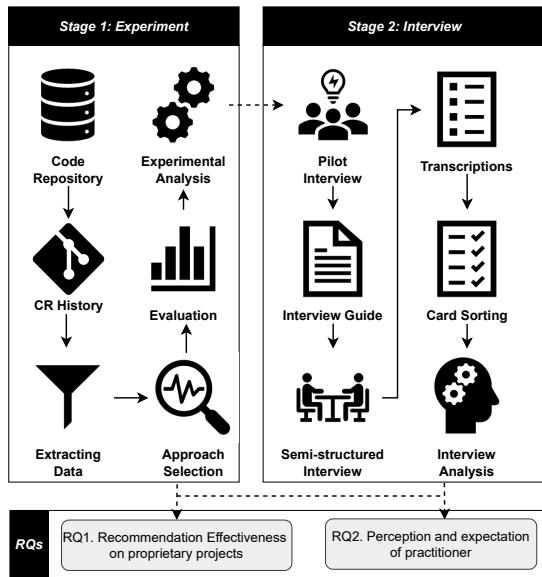 Stage 1: Experiment
Code
Repository
CR History
Extracting
Data
Approach
Selection
Evaluation
Experimental
Analysis
Stage 2: Interview
Pilot
Interview
Interview Guide
Semi-structured
Interview
Transcriptions
Card Sorting
Interview
Analysis
RQs
RQ1. Recommendation Effectiveness
on proprietary projects
RQ2. Perception and expectation
of practitioner